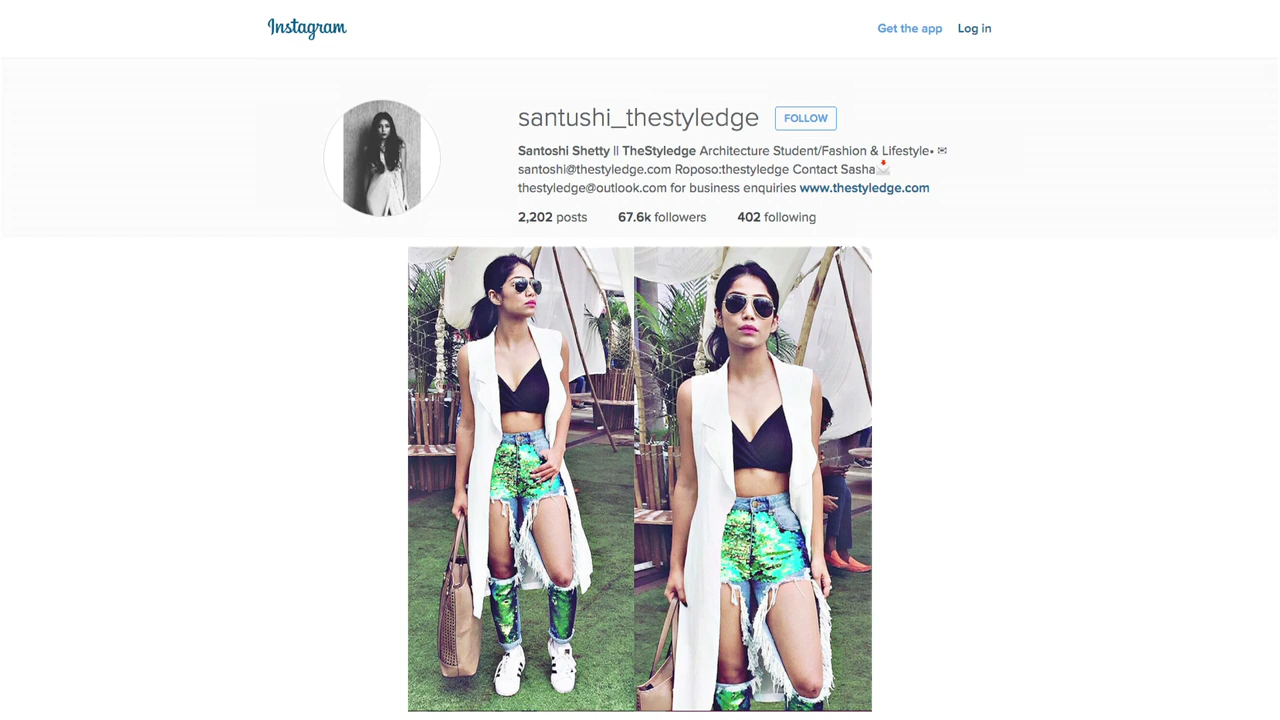 Instagram
Get the app Log in
santushi_thestyledge FOLLOW
Santoshi Shetty || TheStyledge Architecture Student/Fashion & Lifestyle• ✉
santoshi@thestyledge.com Roposo:thestyledge Contact Sasha📩
thestyledge@outlook.com for business enquiries www.thestyledge.com
2,202 posts 67.6k followers 402 following